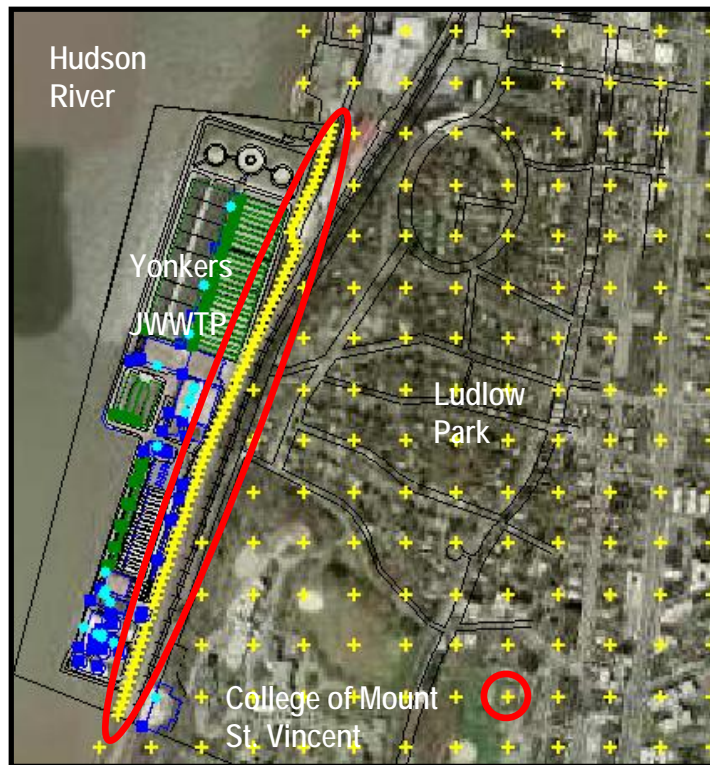 Hudson
River
Yonkers
JWWTP
Ludlow
Park
College of Mount
St. Vincent